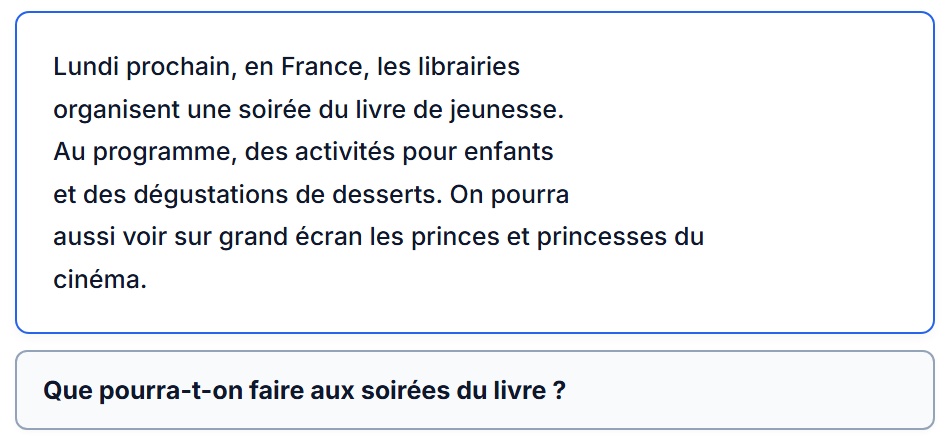 Lundi prochain, en France, les librairies
organisent une soirée du livre de jeunesse.
Au programme, des activités pour enfants
et des dégustations de desserts. On pourra
aussi voir sur grand écran les princes et princesses du
cinéma.
Que pourra-t-on faire aux soirées du livre ?